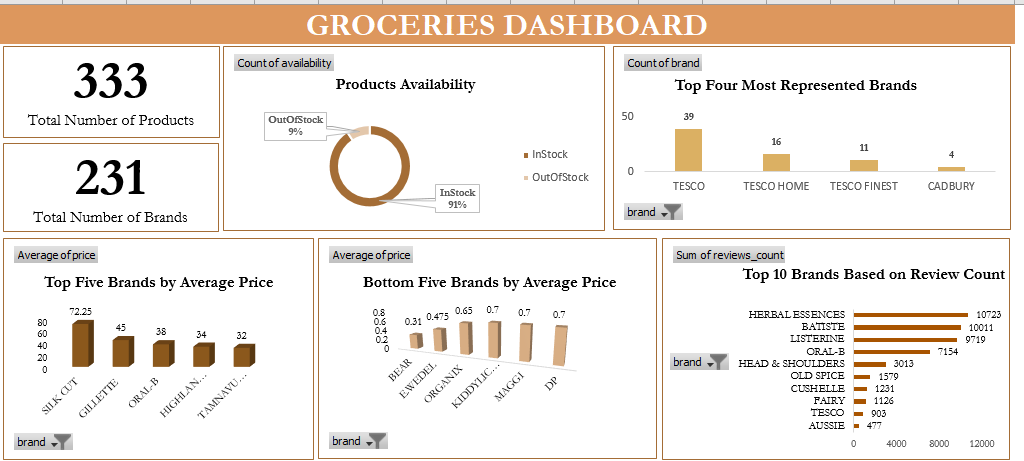 GROCERIES DASHBOARD
333
Total Number of Products
231
Total Number of Brands
Count of availability
Products Availability
OutOfStock
9%
InStock
91%
InStock
OutOfStock
Count of brand
Top Four Most Represented Brands
50
0
39
16
11
4
TESCO
TESCO HOME
TESCO FINEST
CADBURY
brand
Average of price
Top Five Brands by Average Price
80
60
40
20
0
72.25
45
38
34
32
SILK CUT
GILLETTE
ORAL-B
HIGHLAN...
TAMNAVU...
brand
Average of price
Bottom Five Brands by Average Price
0.8
0.6
0.4
0.2
0
0.31
0.475
0.65
0.7
0.7
0.7
BEAR
EWEDEL
ORGANIX
KIDDYLIC...
MAGGI
DP
brand
Sum of reviews_count
Top 10 Brands Based on Review Count
HERBAL ESSENCES 10723
BATISTE 10011
LISTERINE 9719
ORAL-B 7154
HEAD & SHOULDERS 3013
OLD SPICE 1579
CUSHELLE 1231
FAIRY 1126
TESCO 903
AUSSIE 477
0 4000 8000 12000
brand